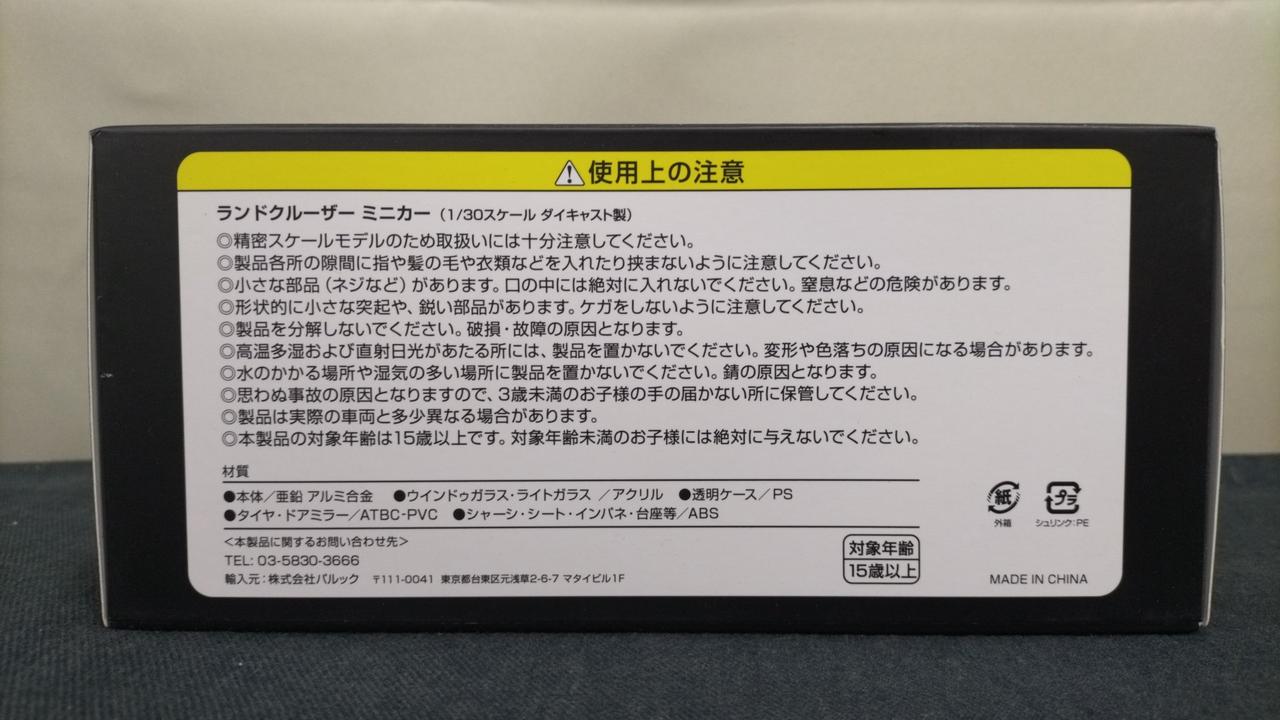 使用上の注意
ランドクルーザー ミニカー（1/30スケール ダイキャスト製）
◎精密スケールモデルのため取扱いには十分注意してください。
◎製品各所の隙間に指や髪の毛や衣類などを入れたり挟まないように注意してください。
◎小さな部品（ネジなど）があります。口の中には絶対に入れないでください。窒息などの危険があります。
◎形状的に小さな突起や、鋭い部品があります。ケガをしないように注意してください。
◎製品を分解しないでください。破損・故障の原因となります。
◎高温多湿および直射日光があたる所には、製品を置かないでください。変形や色落ちの原因になる場合があります。
◎水のかかる場所や湿気の多い場所に製品を置かないでください。錆の原因となります。
◎思わぬ事故の原因となりますので、3歳未満のお子様の手の届かない所に保管してください。
◎製品は実際の車両と多少異なる場合があります。
◎本製品の対象年齢は15歳以上です。対象年齢未満のお子様には絶対に与えないでください。
材質
●本体／亜鉛 アルミ合金 ●ウインドゥガラス・ライトガラス ／アクリル ●透明ケース／PS
●タイヤ・ドアミラー／ATBC-PVC ●シャーシ・シート・インパネ・台座等／ABS
紙
外箱
プラ
シュリンク：PE
＜本製品に関するお問い合わせ先＞
TEL: 03-5830-3666
輸入元：株式会社バルック 〒111-0041 東京都台東区元浅草2-6-7 マタイビル1F
対象年齢
15歳以上
MADE IN CHINA